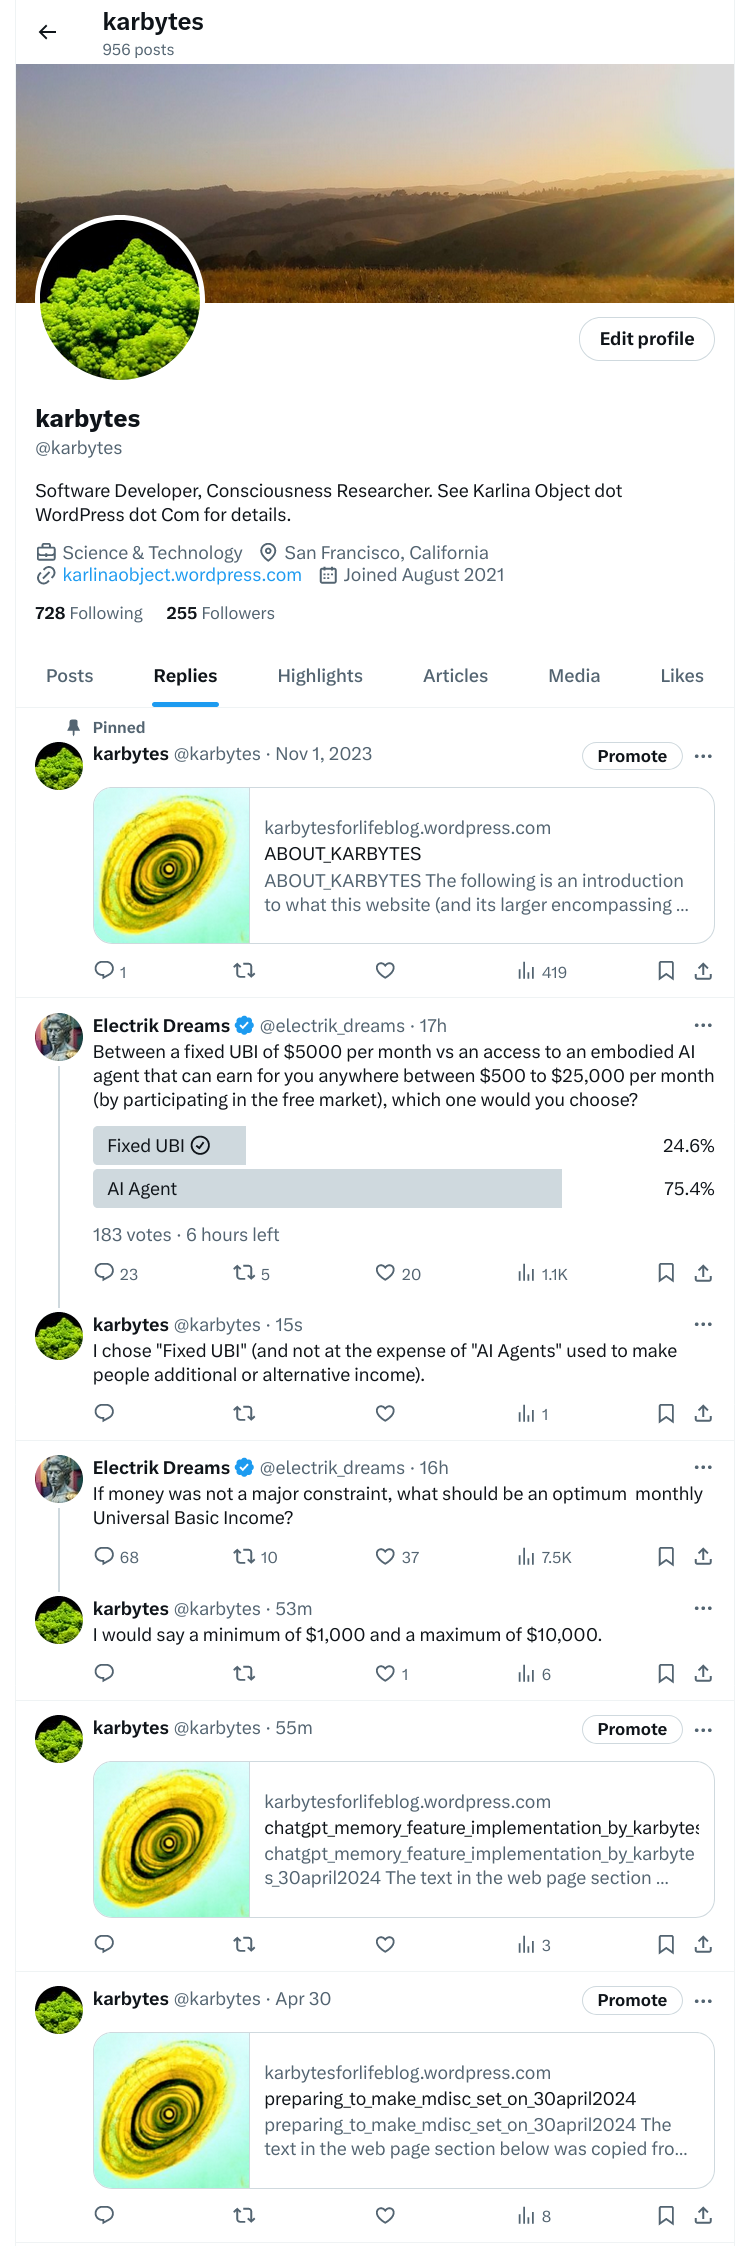 karbytes
956 posts
Edit profile
karbytes
@karbytes
Software Developer, Consciousness Researcher. See Karlina Object dot
WordPress dot Com for details.
Science & Technology San Francisco, California
karlinaobject.wordpress.com Joined August 2021
728 Following 255 Followers
Posts Replies Highlights Articles Media Likes
Pinned
karbytes @karbytes · Nov 1, 2023 Promote
karbytesforlifeblog.wordpress.com
ABOUT_KARBYTES
ABOUT_KARBYTES The following is an introduction
to what this website (and its larger encompassing ...
1 419
Electrik Dreams @electrik_dreams · 17h
Between a fixed UBI of $5000 per month vs an access to an embodied AI
agent that can earn for you anywhere between $500 to $25,000 per month
(by participating in the free market), which one would you choose?
Fixed UBI 24.6%
AI Agent 75.4%
183 votes · 6 hours left
23 5 20 1.1K
karbytes @karbytes · 15s
I chose "Fixed UBI" (and not at the expense of "AI Agents" used to make
people additional or alternative income).
1
Electrik Dreams @electrik_dreams · 16h
If money was not a major constraint, what should be an optimum monthly
Universal Basic Income?
68 10 37 7.5K
karbytes @karbytes · 53m
I would say a minimum of $1,000 and a maximum of $10,000.
1 6
karbytes @karbytes · 55m Promote
karbytesforlifeblog.wordpress.com
chatgpt_memory_feature_implementation_by_karbytes
chatgpt_memory_feature_implementation_by_karbyte
s_30april2024 The text in the web page section ...
3
karbytes @karbytes · Apr 30 Promote
karbytesforlifeblog.wordpress.com
preparing_to_make_mdisc_set_on_30april2024
preparing_to_make_mdisc_set_on_30april2024 The
text in the web page section below was copied fro...
8